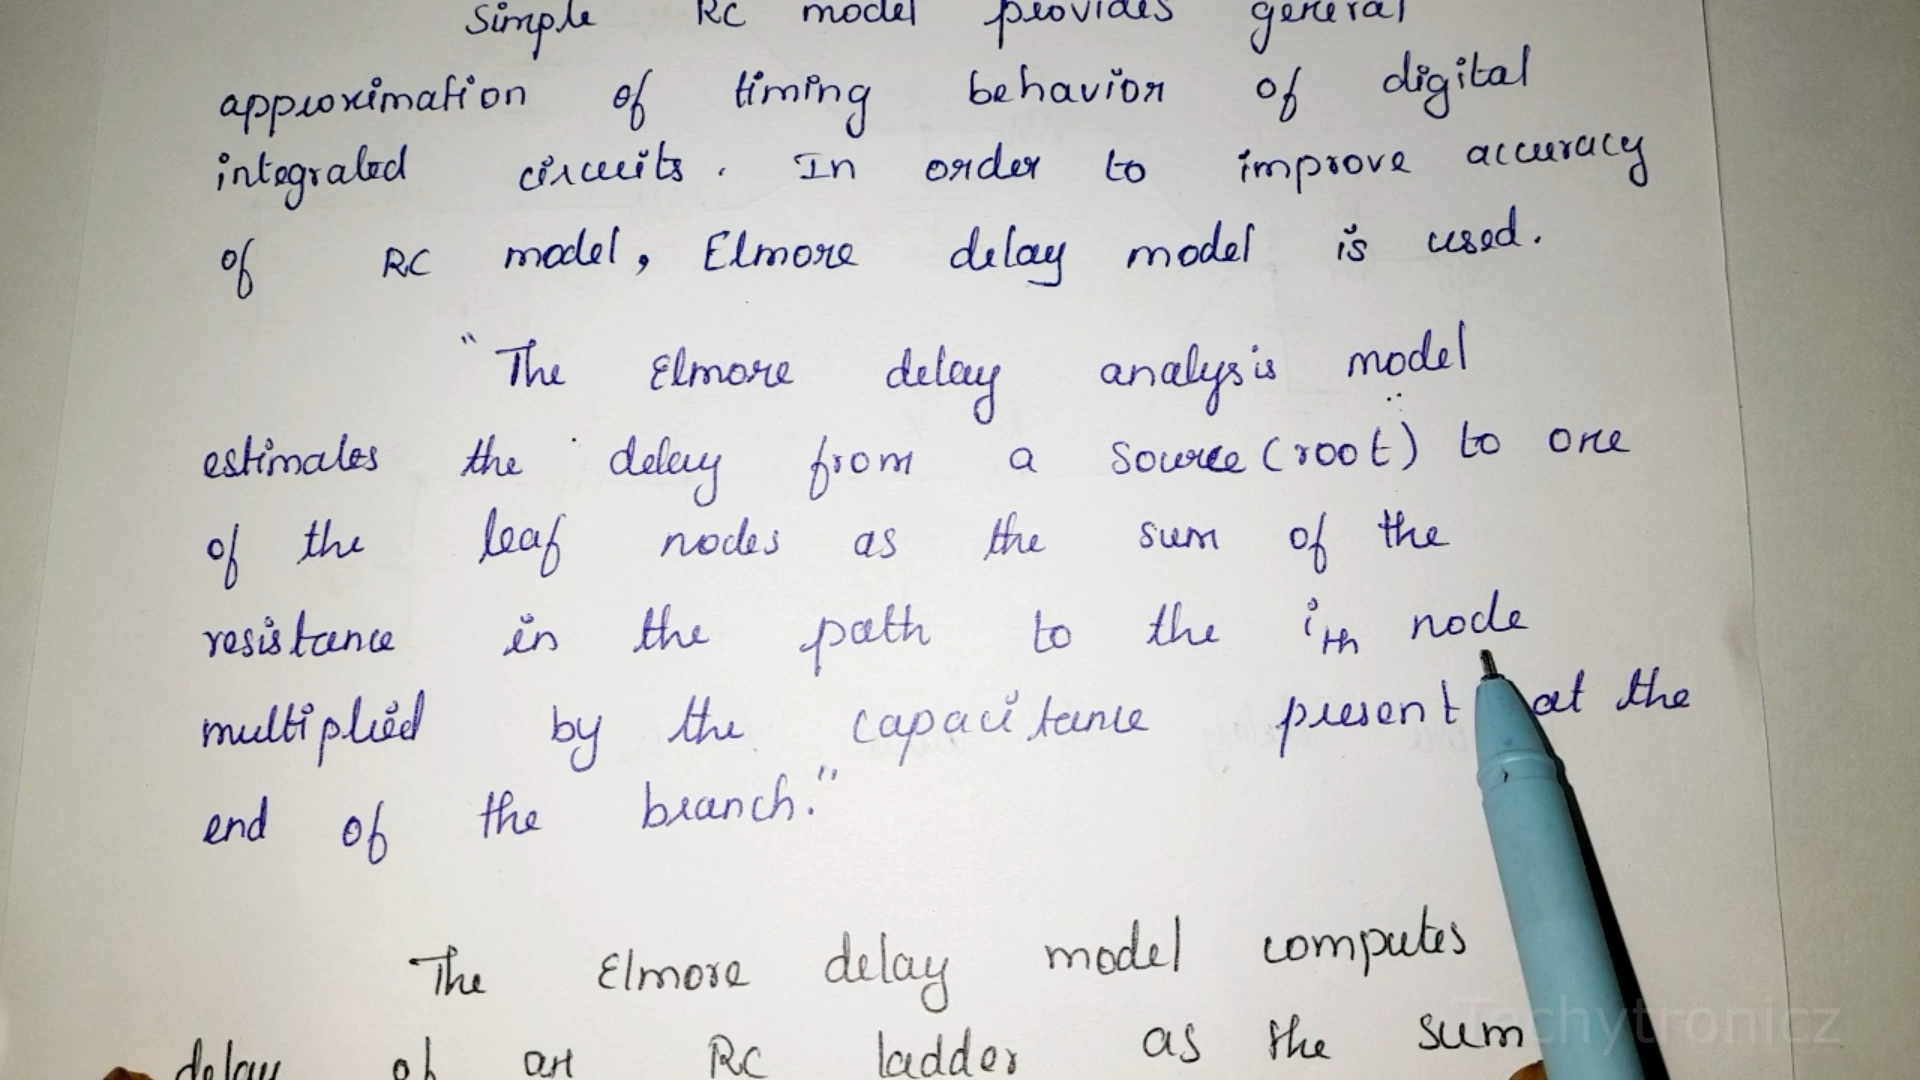 Simple RC model provides general
approximation of timing behavior of digital
integrated circuits. In order to improve accuracy
of RC model, Elmore delay model is used.
"The Elmore delay analysis model
estimates the delay from a source (root) to one
of the leaf nodes as the sum of the
resistance in the path to the ith node
multiplied by the capacitance present at the
end of the branch."
The Elmore delay model computes
delay of an RC ladder as the sum
Techytronicz